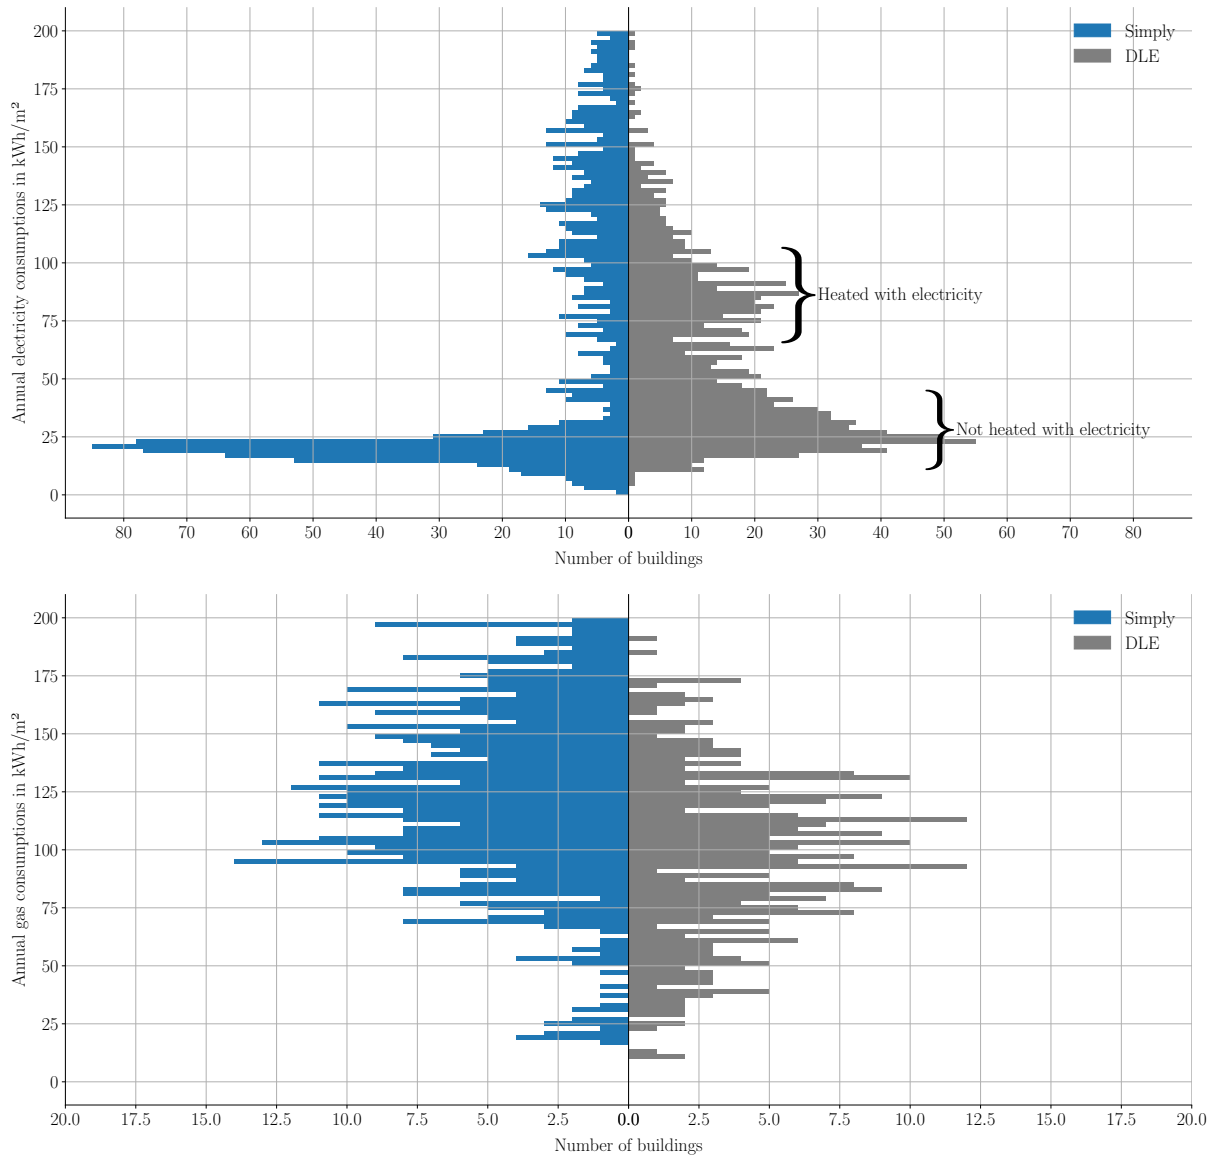 200
175
150
125
100
75
50
25
0
Annual electricity consumptions in kWh/m²
Simply
DLE
Heated with electricity
Not heated with electricity
80 70 60 50 40 30 20 10 0 10 20 30 40 50 60 70 80
Number of buildings
200
175
150
125
100
75
50
25
0
Annual gas consumptions in kWh/m²
Simply
DLE
20.0 17.5 15.0 12.5 10.0 7.5 5.0 2.5 0.0 2.5 5.0 7.5 10.0 12.5 15.0 17.5 20.0
Number of buildings